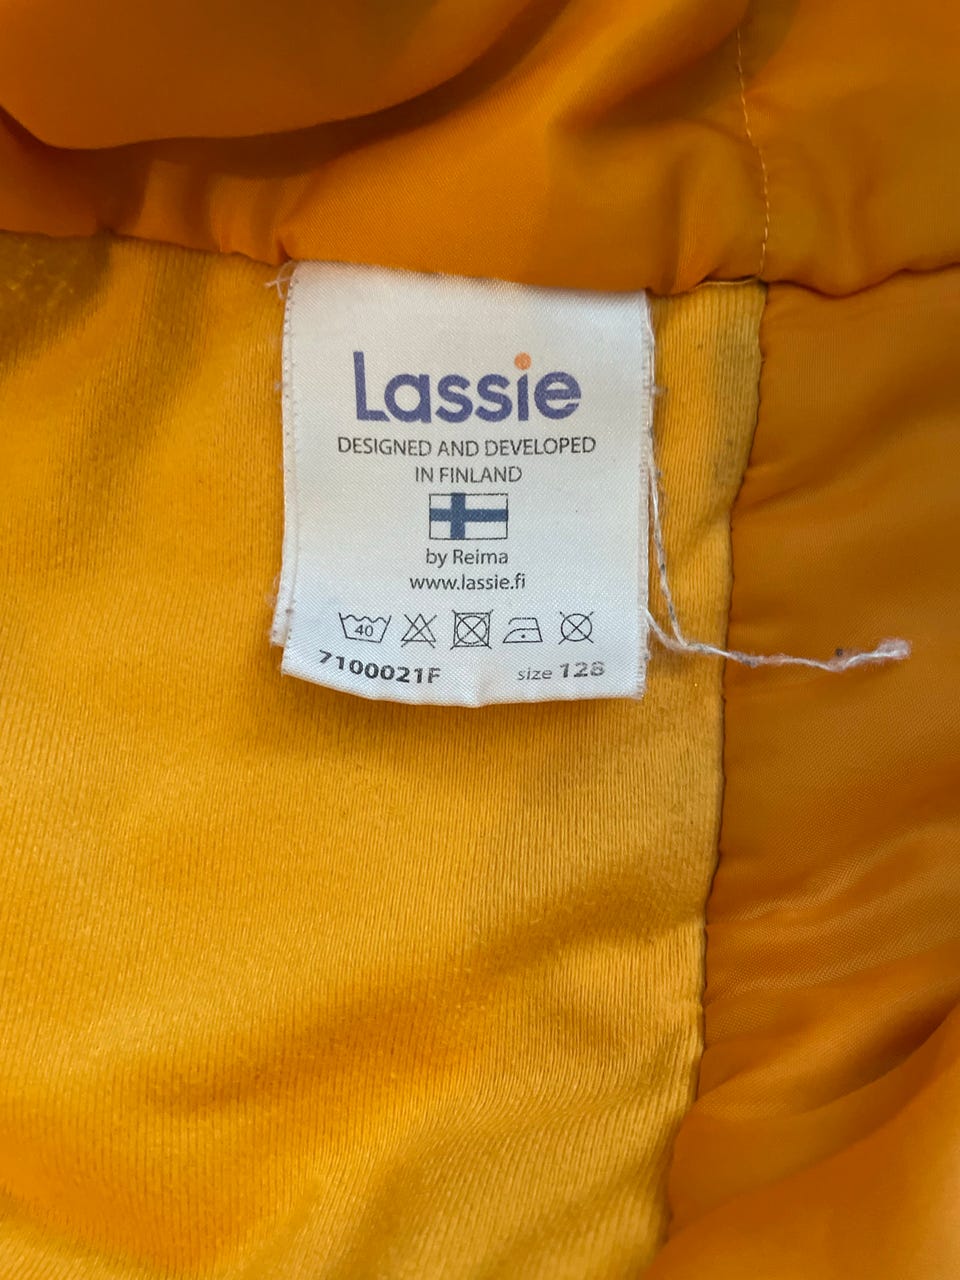 Lassie
DESIGNED AND DEVELOPED
IN FINLAND
by Reima
www.lassie.fi
40
7100021F size 128